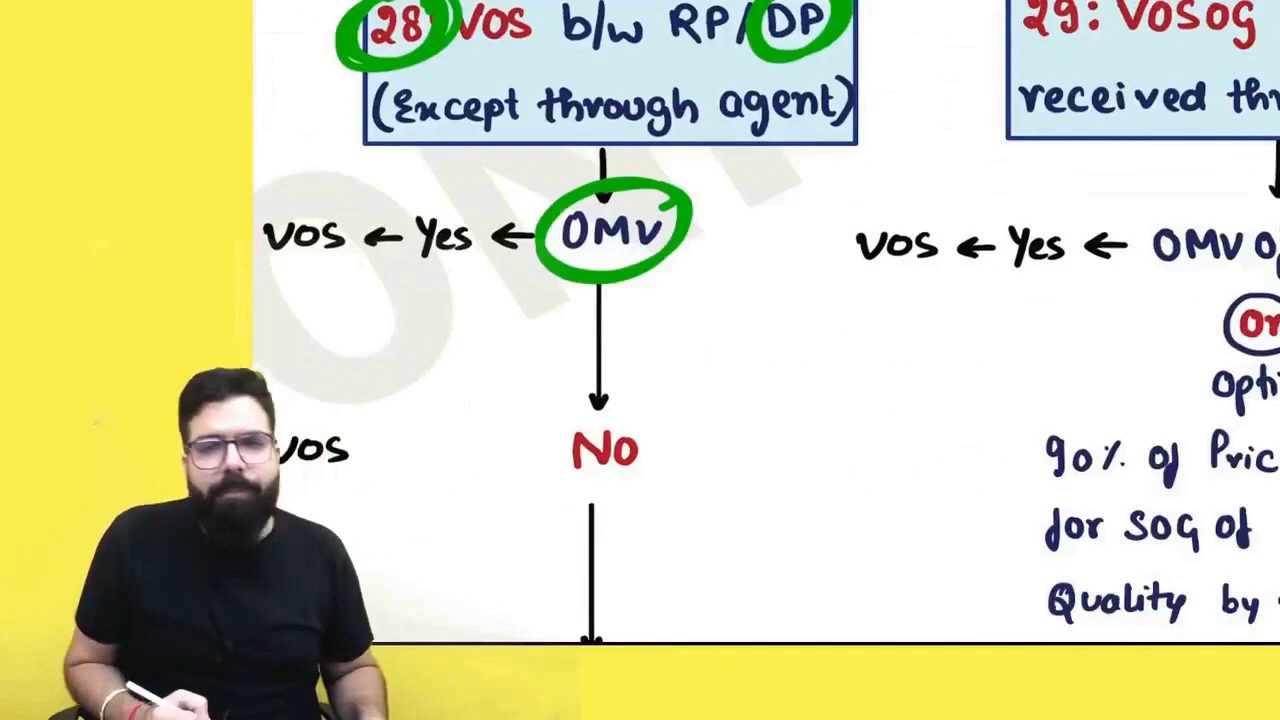 28: VOS b/w RP/DP
(Except through agent)
VOS ← Yes ← OMV
VOS
No
29: VOSOG
received thr
VOS ← Yes ← OMV
Or
90% of Pric
for SOG of
Quality by